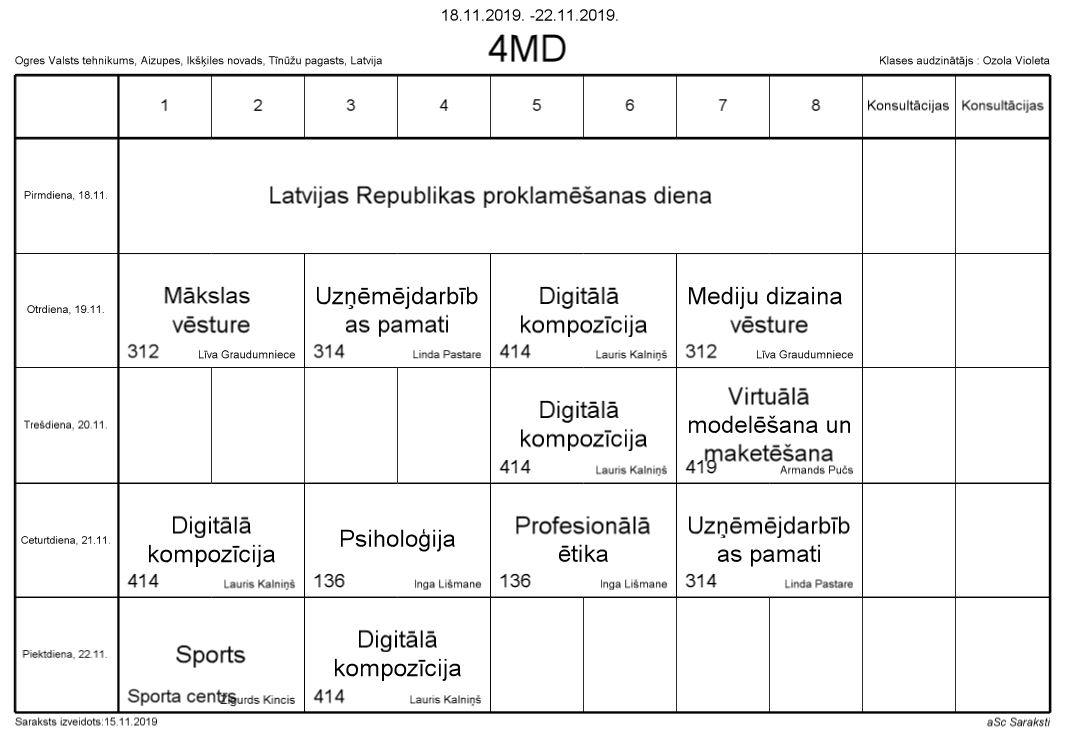 18.11.2019. -22.11.2019.
4MD
Ogres Valsts tehnikums, Aizupes, Ikšķiles novads, Tīnūžu pagasts, Latvija
Klases audzinātājs : Ozola Violeta
1 2 3 4 5 6 7 8 Konsultācijas Konsultācijas
Pirmdiena, 18.11.
Latvijas Republikas proklamēšanas diena
Otrdiena, 19.11.
Mākslas
vēsture
312 Līva Graudumniece
Uzņēmējdarbīb
as pamati
314 Linda Pastare
Digitālā
kompozīcija
414 Lauris Kalniņš
Mediju dizaina
vēsture
312 Līva Graudumniece
Trešdiena, 20.11.
Digitālā
kompozīcija
414 Lauris Kalniņš
Virtuālā
modelēšana un
maketēšana
419 Armands Pučs
Ceturtdiena, 21.11.
Digitālā
kompozīcija
414 Lauris Kalniņš
Psiholoģija
136 Inga Lišmane
Profesionālā
ētika
136 Inga Lišmane
Uzņēmējdarbīb
as pamati
314 Linda Pastare
Piektdiena, 22.11.
Sports
Sporta centrs Zigurds Kincis
Digitālā
kompozīcija
414 Lauris Kalniņš
Saraksts izveidots:15.11.2019
aSc Saraksti